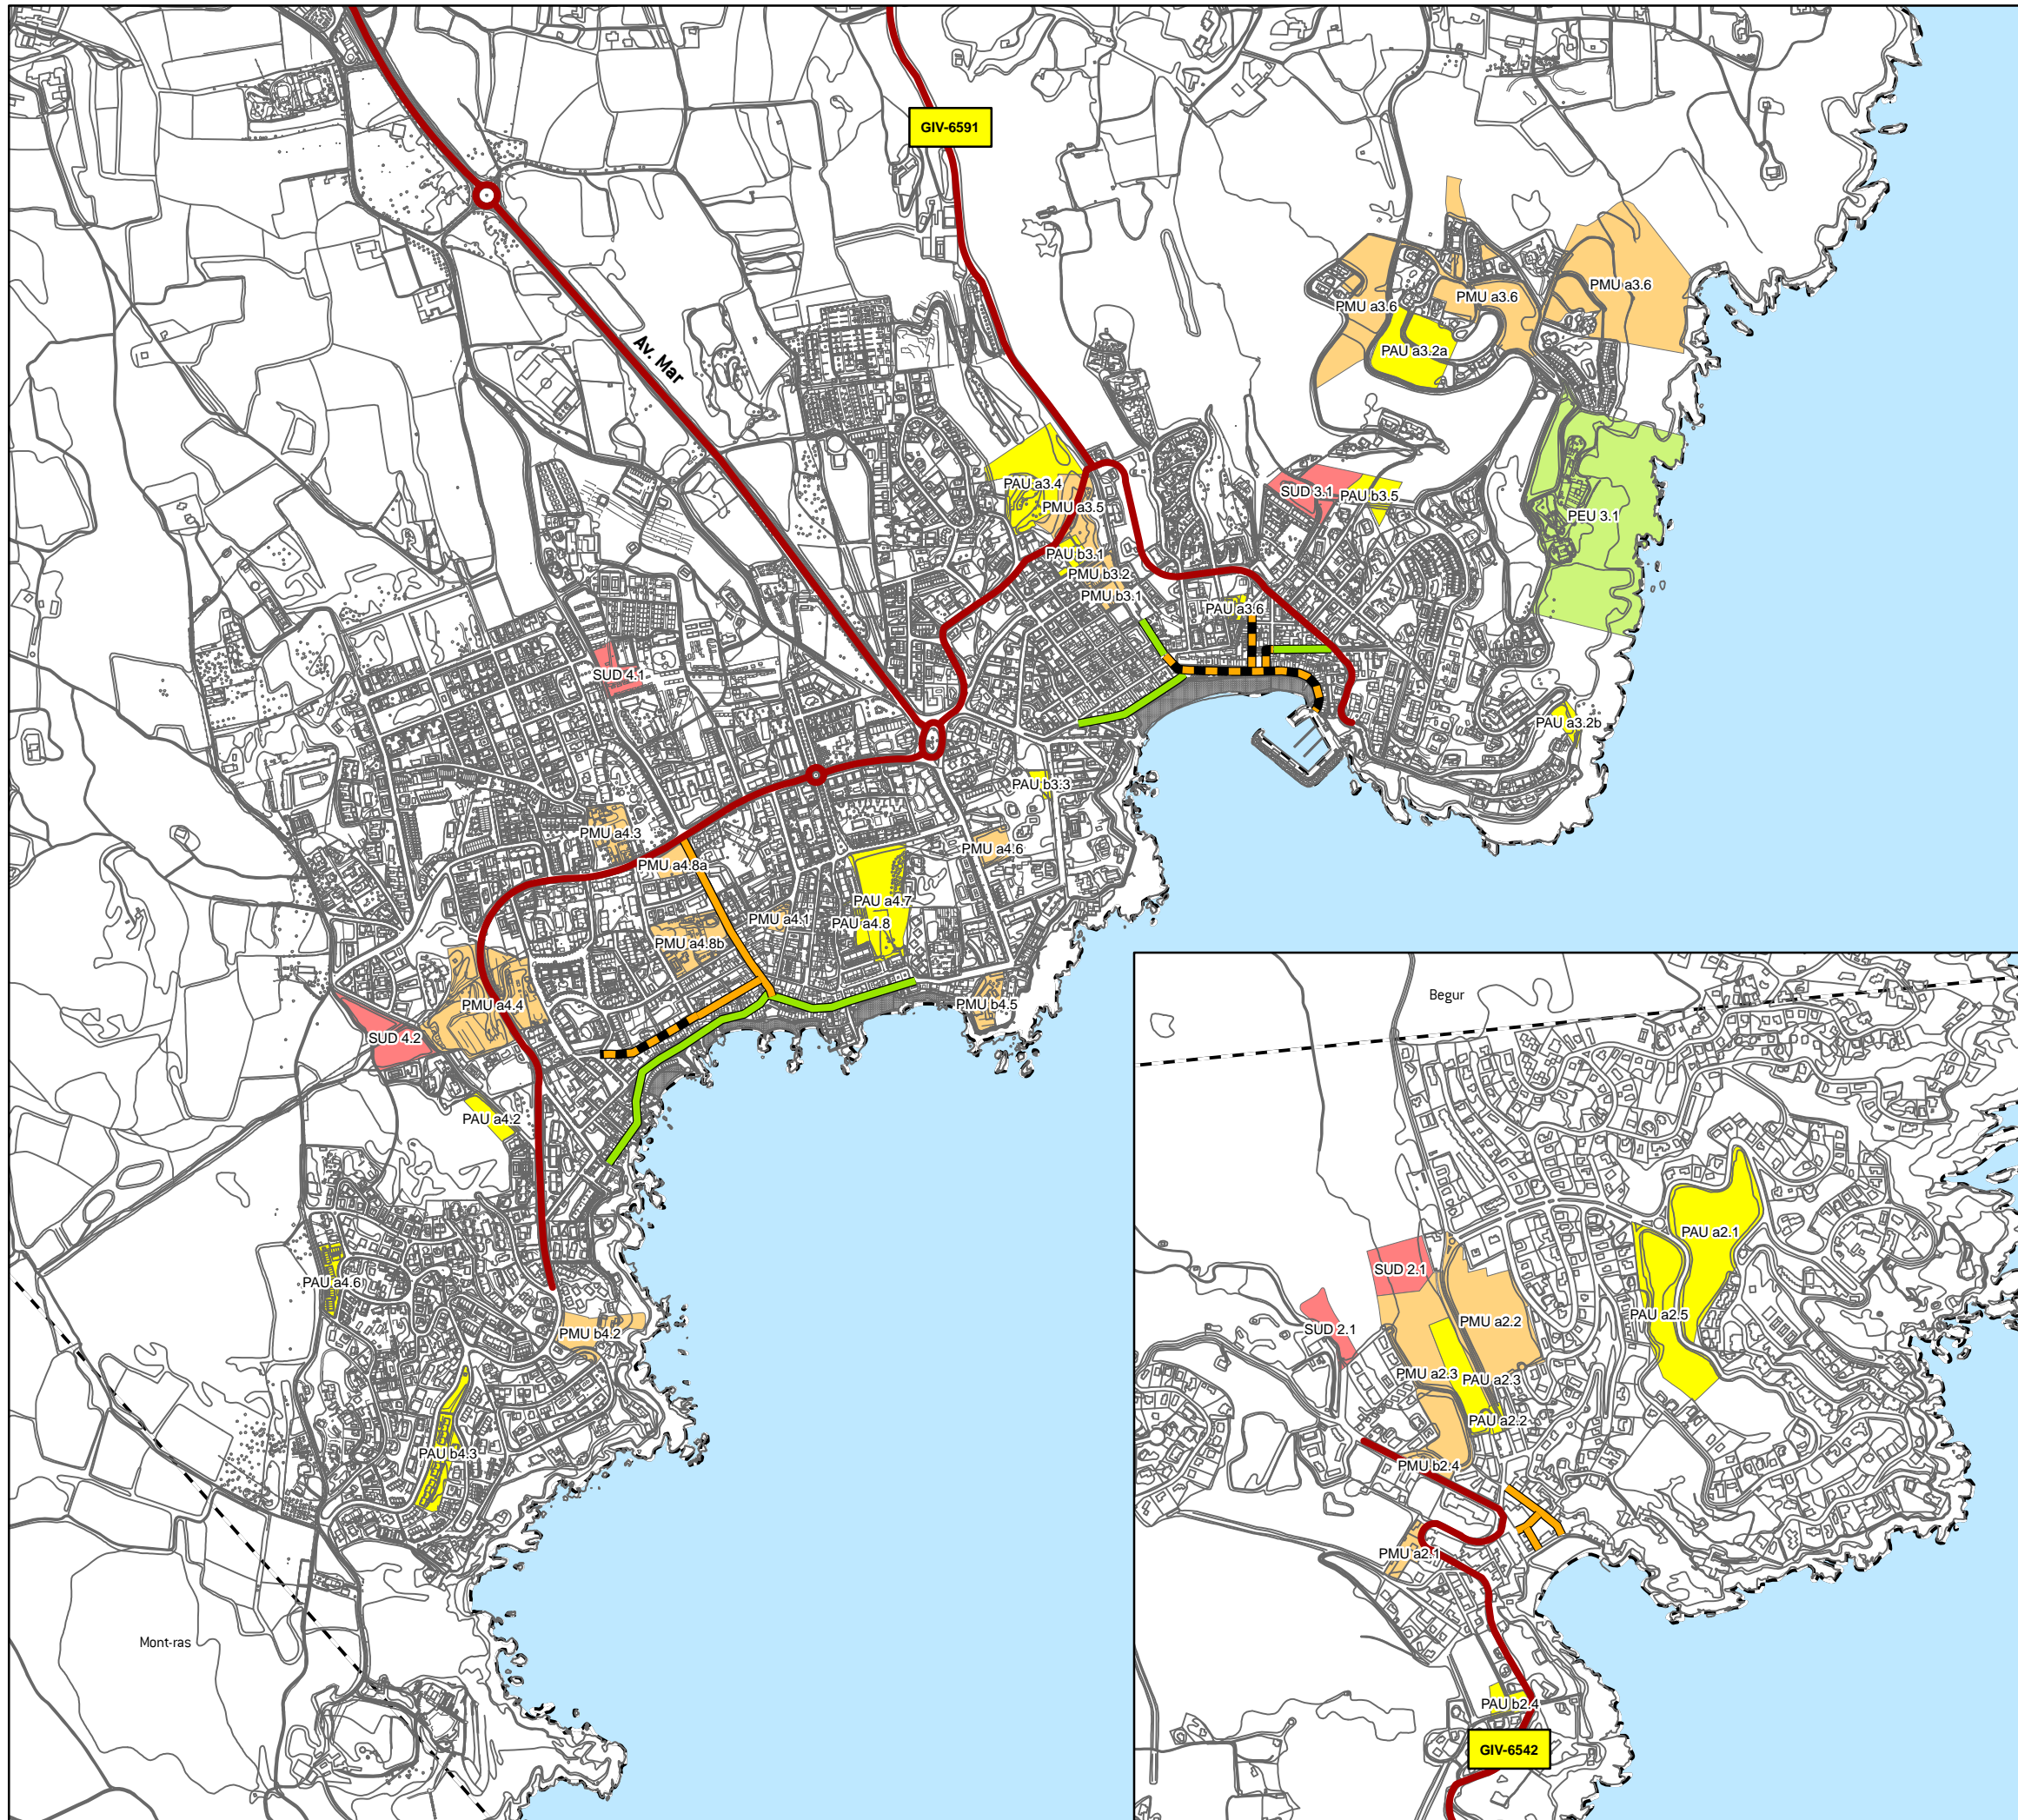 GIV-6591
Av. Mar
PMU a3.6
PMU a3.6
PMU a3.6
PAU a3.2a
PAU a3.4
PMU a3.5
SUD 3.1
PAU b3.5
PEU 3.1
PAU b3.1
PMU b3.2
PMU b3.1
PAU a3.6
SUD 4.1
PAU a3.2b
PAU b3.3
PMU a4.3
PMU a4.6
PMU a4.8a
PAU a4.7
PMU a4.1
PAU a4.8
PMU a4.8b
PMU a4.4
PMU b4.5
SUD 4.2
PAU a4.2
PAU a4.6
PMU b4.2
PAU b4.3
Mont-ras
Begur
PAU a2.1
SUD 2.1
PAU a2.5
PMU a2.2
SUD 2.1
PMU a2.3
PAU a2.3
PAU a2.2
PMU b2.4
PMU a2.1
PAU b2.4
GIV-6542